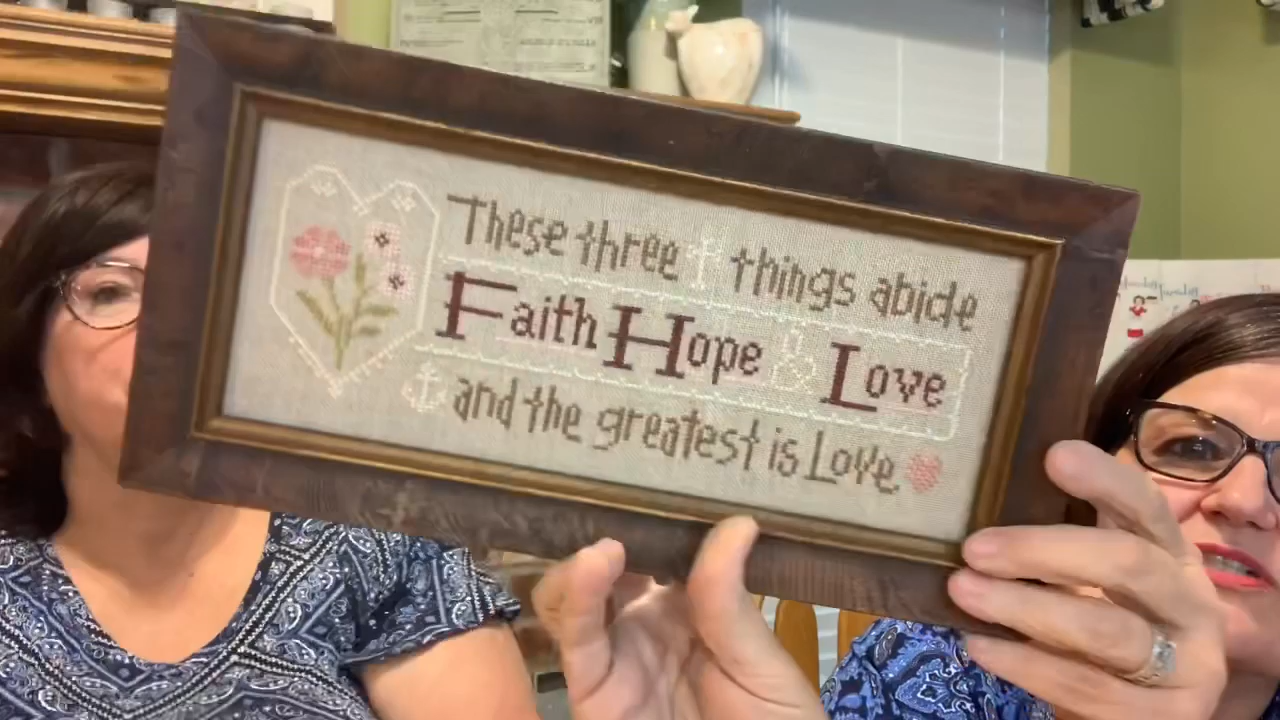 These three things abide
Faith Hope & Love
and the greatest is Love